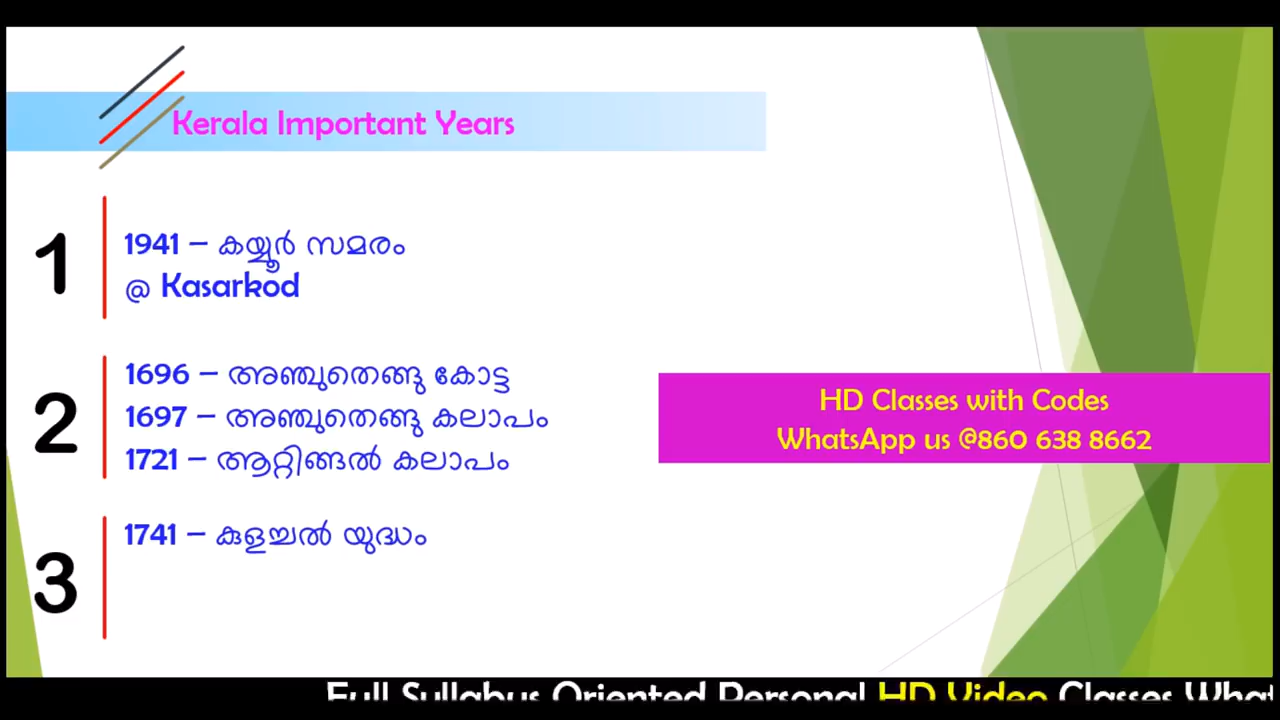 Kerala Important Years
1
1941 – കയ്യൂർ സമരം
@ Kasarkod
2
1696 – അഞ്ചുതെങ്ങു കോട്ട
1697 – അഞ്ചുതെങ്ങു കലാപം
1721 – ആറ്റിങ്ങൽ കലാപം
3
1741 – കുളച്ചൽ യുദ്ധം
HD Classes with Codes
WhatsApp us @860 638 8662
Full Syllabus Oriented Personal HD Video Classes What